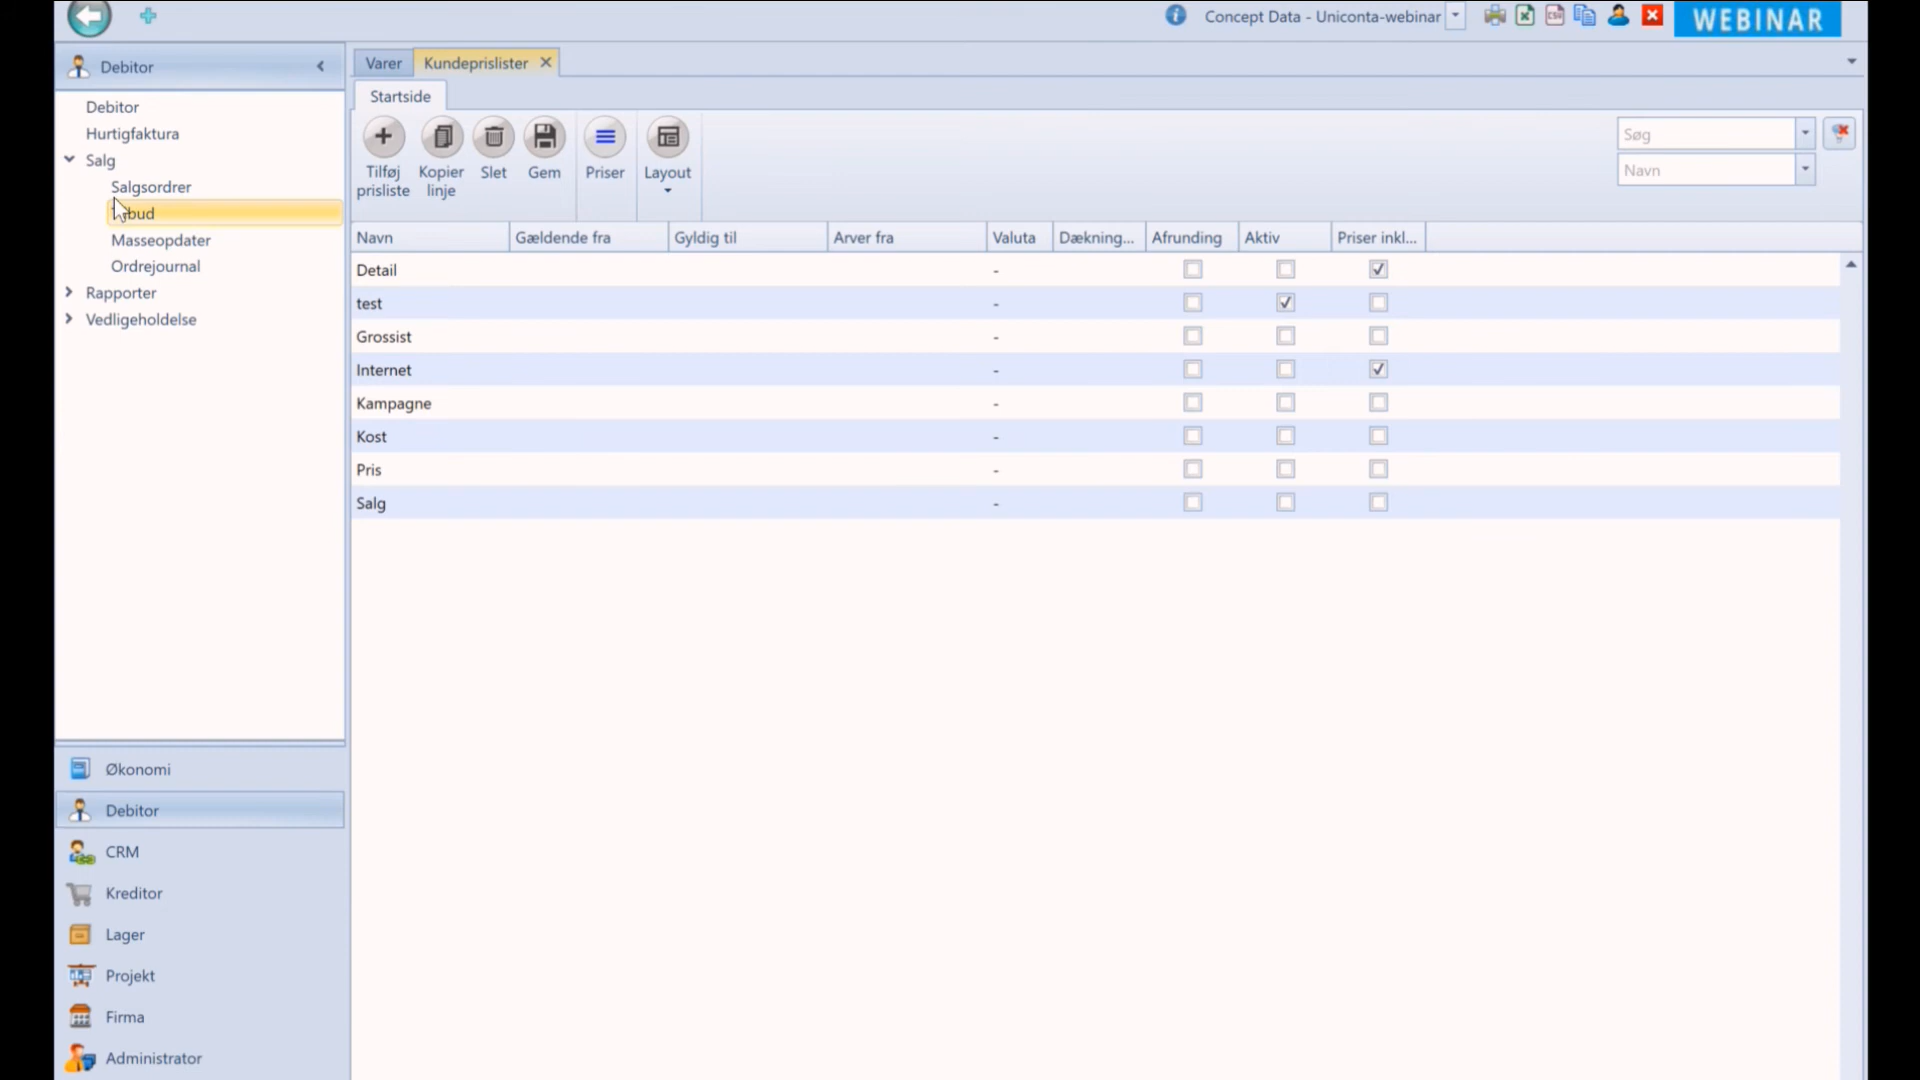 Concept Data - Uniconta-webinar
WEBINAR
Debitor
Varer
Kundeprislister
Startside
Tilføj prisliste
Kopier linje
Slet
Gem
Priser
Layout
Søg
Navn
Debitor
Hurtigfaktura
Salg
Salgsordrer
bud
Masseopdater
Ordrejournal
Rapporter
Vedligeholdelse
Navn Gældende fra Gyldig til Arver fra Valuta Dækning... Afrunding Aktiv Priser inkl...
Detail -
test -
Grossist -
Internet -
Kampagne -
Kost -
Pris -
Salg -
Økonomi
Debitor
CRM
Kreditor
Lager
Projekt
Firma
Administrator